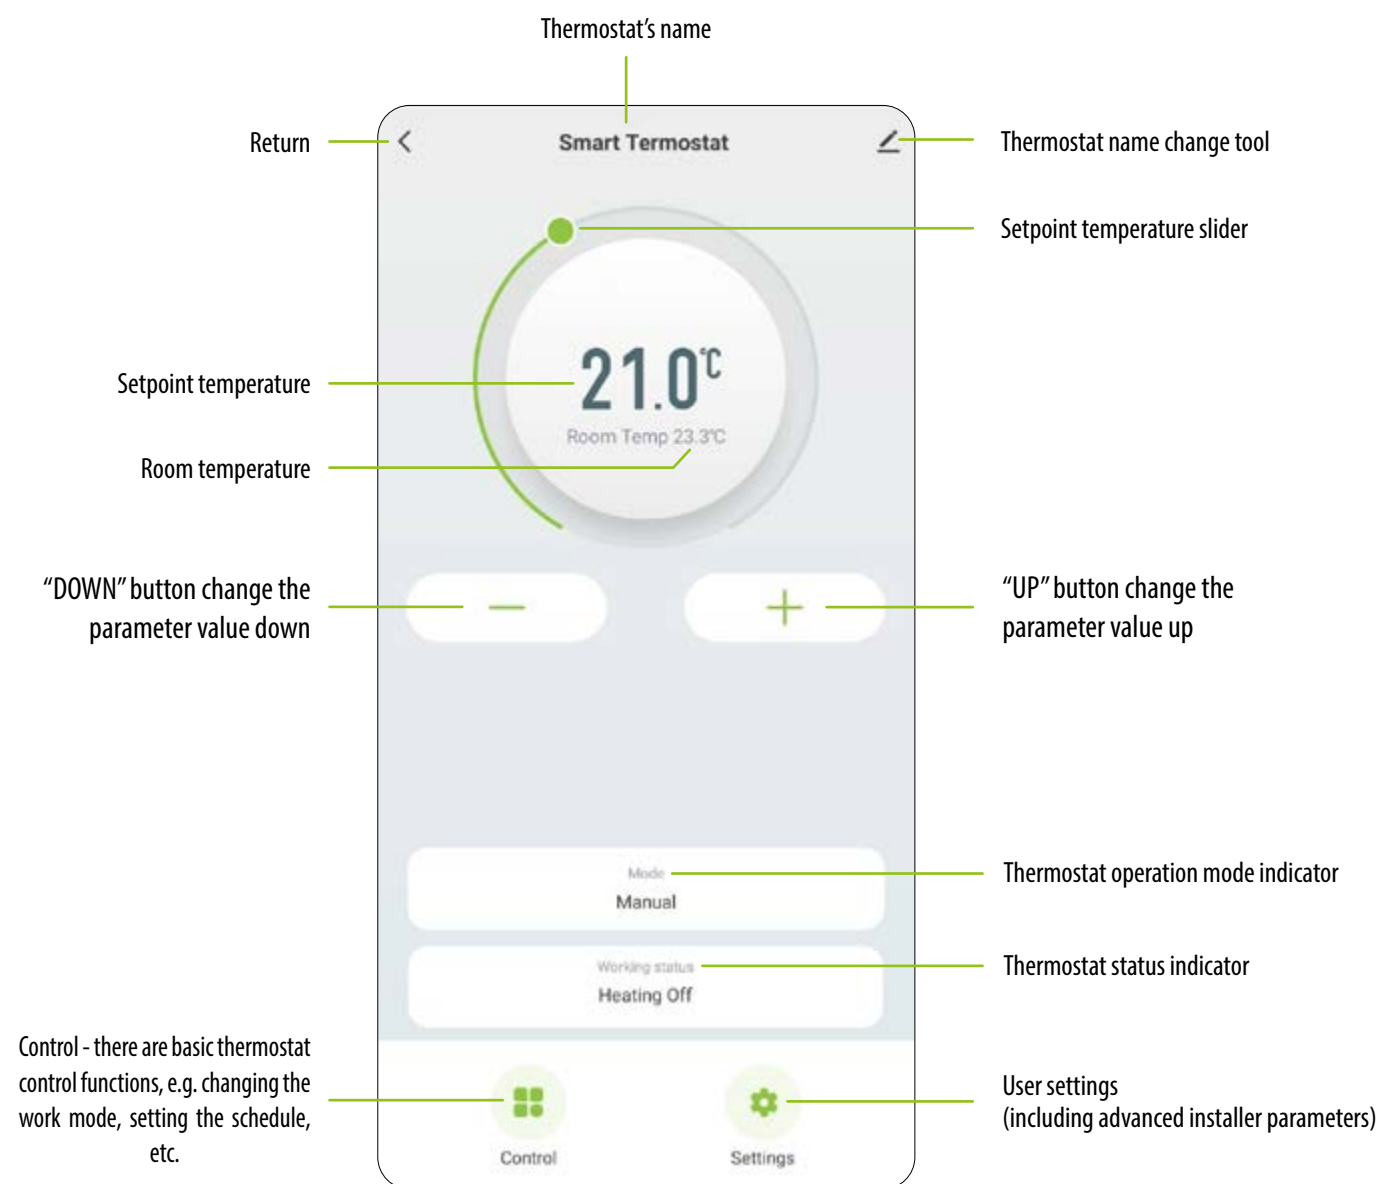 Thermostat’s name
Return
Smart Termostat
Thermostat name change tool
Setpoint temperature slider
Setpoint temperature
21.0°C
Room Temp 23.3°C
Room temperature
“DOWN” button change the
parameter value down
“UP” button change the
parameter value up
Mode
Manual
Thermostat operation mode indicator
Working status
Heating Off
Thermostat status indicator
Control - there are basic thermostat
control functions, e.g. changing the
work mode, setting the schedule,
etc.
Control
Settings
User settings
(including advanced installer parameters)